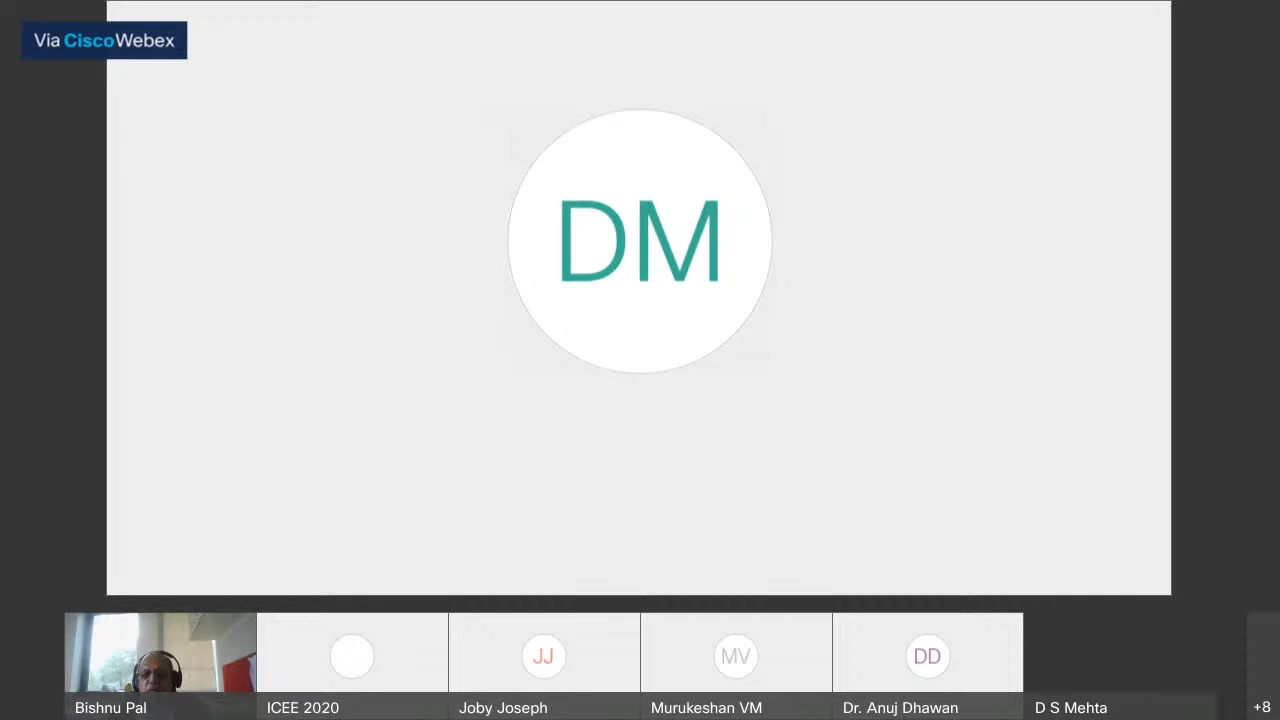 Via CiscoWebex
DM
JJ
MV
DD
Bishnu Pal
ICEE 2020
Joby Joseph
Murukeshan VM
Dr. Anuj Dhawan
D S Mehta
+8